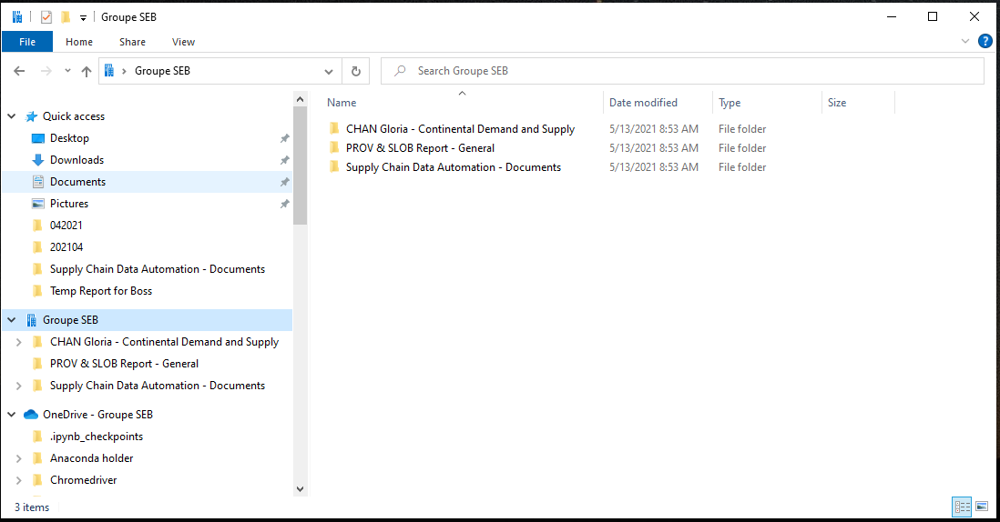 Groupe SEB
File Home Share View
Groupe SEB
Search Groupe SEB
Name Date modified Type Size
Quick access
Desktop
Downloads
Documents
Pictures
042021
202104
Supply Chain Data Automation - Documents
Temp Report for Boss
Groupe SEB
CHAN Gloria - Continental Demand and Supply
PROV & SLOB Report - General
Supply Chain Data Automation - Documents
OneDrive - Groupe SEB
.ipynb_checkpoints
Anaconda holder
Chromedriver
CHAN Gloria - Continental Demand and Supply 5/13/2021 8:53 AM File folder
PROV & SLOB Report - General 5/13/2021 8:53 AM File folder
Supply Chain Data Automation - Documents 5/13/2021 8:53 AM File folder
3 items